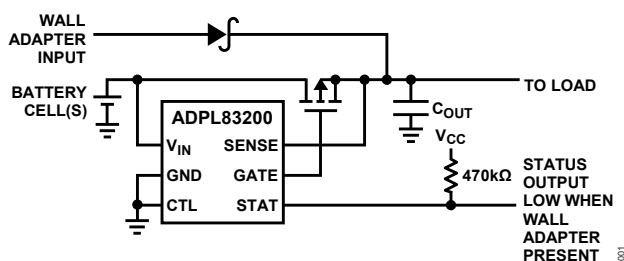 WALL
ADAPTER
INPUT
BATTERY
CELL(S)
ADPL83200
VIN
SENSE
GND
GATE
CTL
STAT
TO LOAD
COUT
VCC
470kΩ
STATUS
OUTPUT
LOW WHEN
WALL
ADAPTER
PRESENT
001